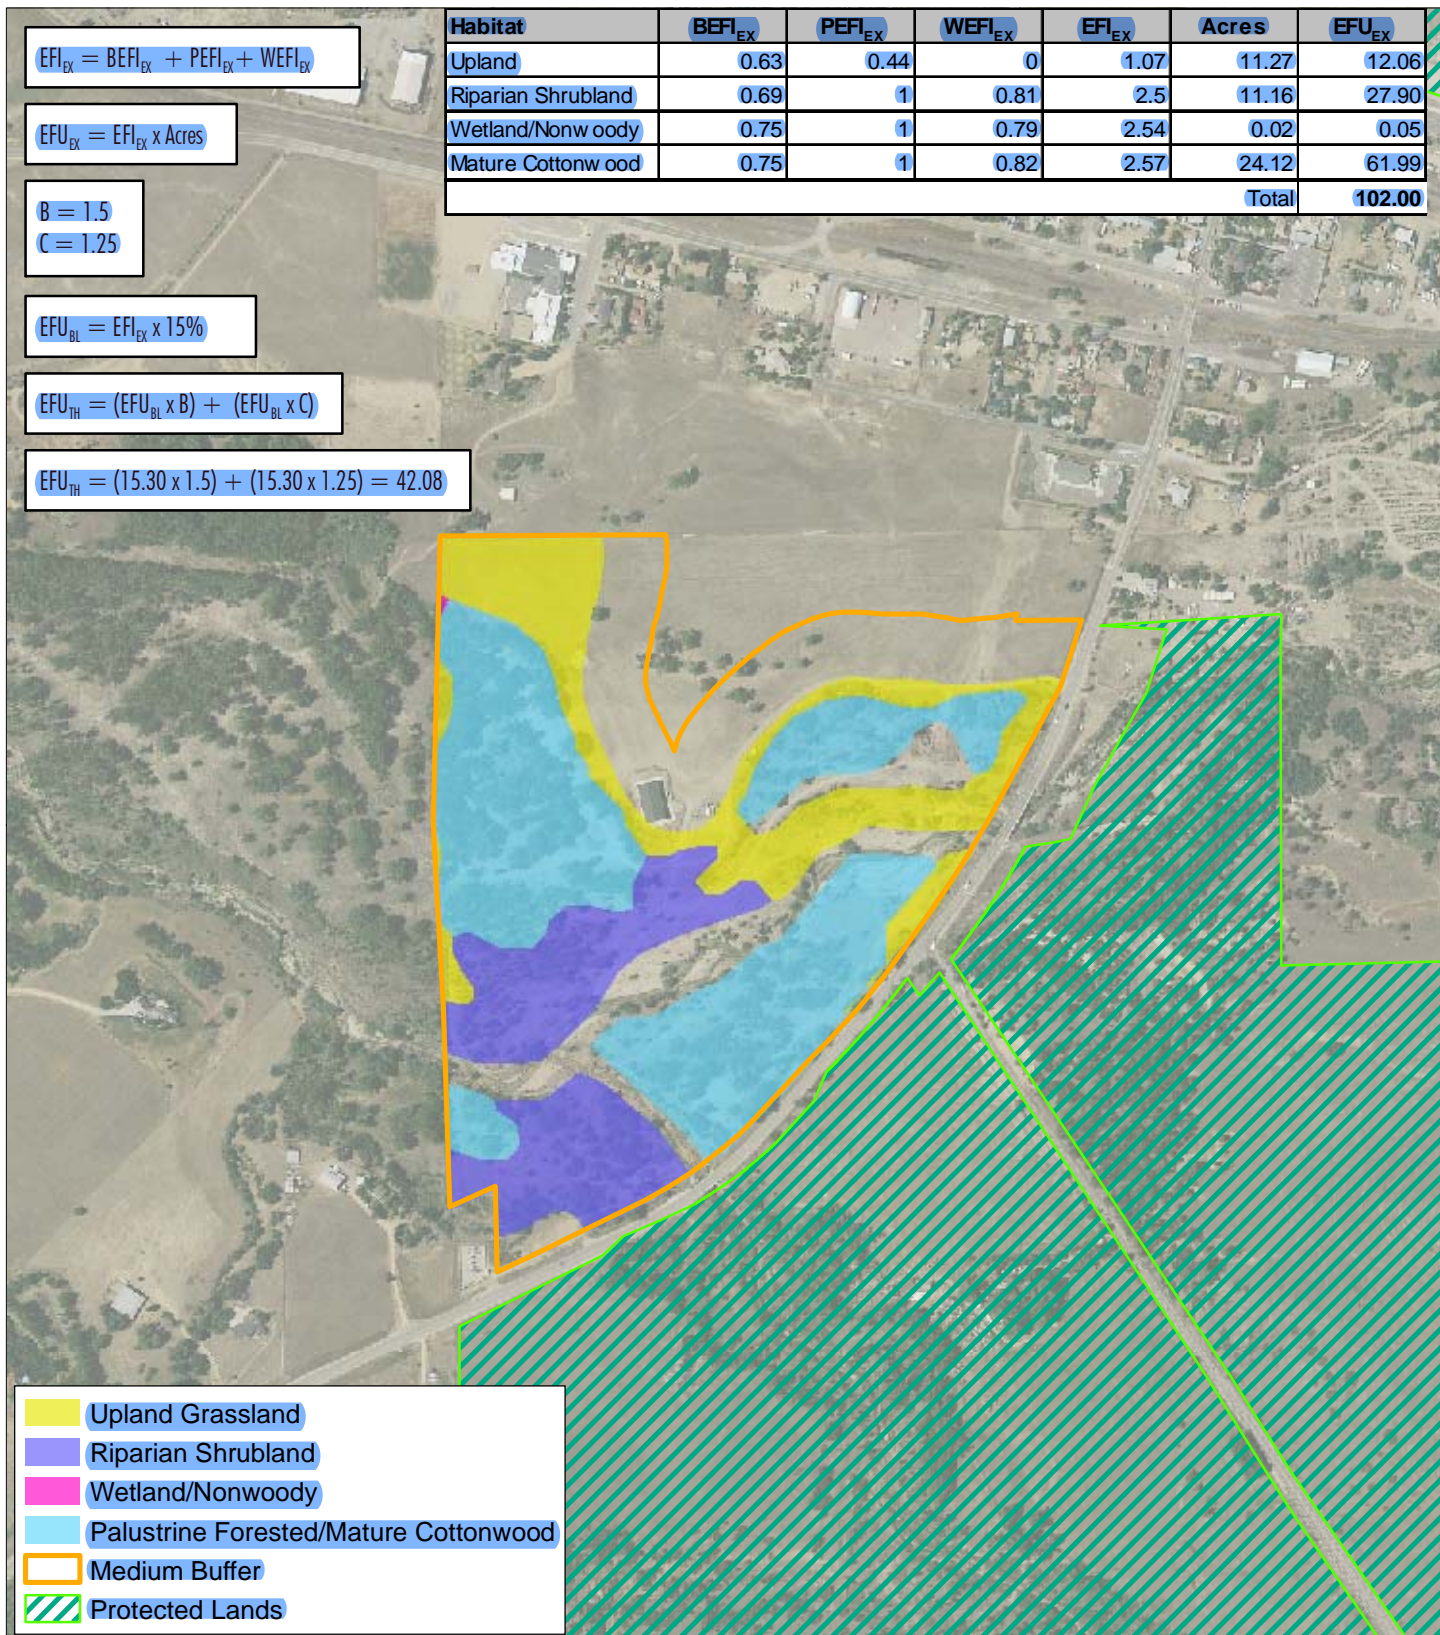 EFI_EX = BEFI_EX + PEFI_EX + WEFI_EX
EFU_EX = EFI_EX x Acres
B = 1.5
C = 1.25
EFU_BL = EFI_EX x 15%
EFU_TH = (EFU_BL x B) + (EFU_BL x C)
EFU_TH = (15.30 x 1.5) + (15.30 x 1.25) = 42.08
Habitat BEFI_EX PEFI_EX WEFI_EX EFI_EX Acres EFU_EX
Upland 0.63 0.44 0 1.07 11.27 12.06
Riparian Shrubland 0.69 1 0.81 2.5 11.16 27.90
Wetland/Nonwoody 0.75 1 0.79 2.54 0.02 0.05
Mature Cottonwood 0.75 1 0.82 2.57 24.12 61.99
Total 102.00
Upland Grassland
Riparian Shrubland
Wetland/Nonwoody
Palustrine Forested/Mature Cottonwood
Medium Buffer
Protected Lands